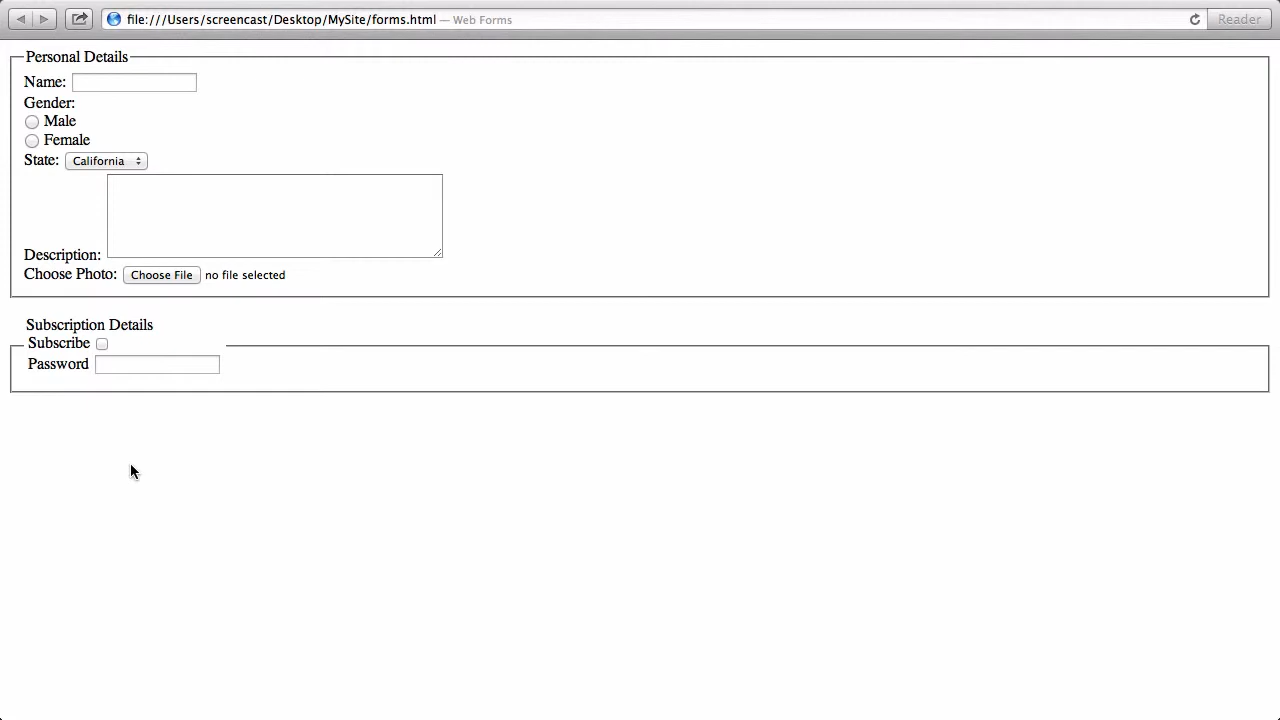 file:///Users/screencast/Desktop/MySite/forms.html — Web Forms
Reader
Personal Details
Name:
Gender:
Male
Female
State: California
Description:
Choose Photo: Choose File no file selected
Subscription Details
Subscribe
Password